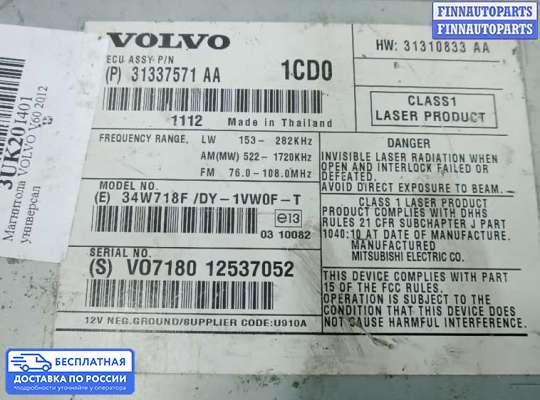 FINNAUTOPARTS
FINNAUTOPARTS
FINNAUTOPARTS
VOLVO
HW: 31310833 AA
ECU ASSY P/N
(P) 31337571 AA
1CD0
1112 Made in Thailand
CLASS1
LASER PRODUCT
FREQUENCY RANGE, LW 153-282KHz
AM(MW) 522-1720KHz
FM 76.0-108.0MHz
MODEL NO.
(E) 34W718F/DY-1VW0F-T
e13
03 10082
SERIAL NO.
(S) VO7180 12537052
12V NEG.GROUND/SUPPLIER CODE:U910A
DANGER
INVISIBLE LASER RADIATION WHEN
OPEN AND INTERLOCK FAILED OR
DEFEATED.
AVOID DIRECT EXPOSURE TO BEAM.
CLASS 1 LASER PRODUCT
PRODUCT COMPLIES WITH DHHS
RULES 21 CFR SUBCHAPTER J PART
1040:10 AT DATE OF MANUFACTURE.
MANUFACTURED
MITSUBISHI ELECTRIC CO.
THIS DEVICE COMPLIES WITH PART
15 OF THE FCC RULES.
OPERATION IS SUBJECT TO THE
CONDITION THAT THIS DEVICE DOES
NOT CAUSE HARMFUL INTERFERENCE.
3UK20I401
Магнитола VOLVO V60 2012
универсал
БЕСПЛАТНАЯ
ДОСТАВКА ПО РОССИИ
подробности уточняйте у оператора